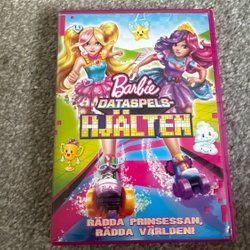 Barbie
DATASPELS-
HJÄLTEN
RÄDDA PRINSESSAN,
RÄDDA VÄRLDEN!